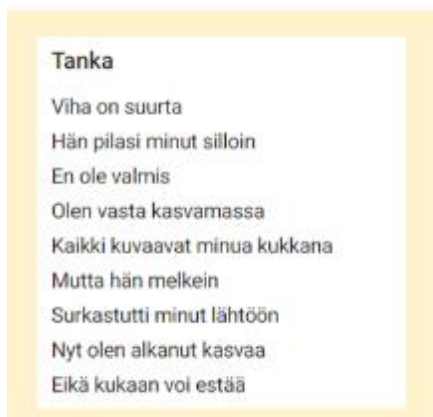 Tanka
Viha on suurta
Hän pilasi minut silloin
En ole valmis
Olen vasta kasvamassa
Kaikki kuvaavat minua kukkana
Mutta hän melkein
Surkastutti minut lähtöön
Nyt olen alkanut kasvaa
Eikä kukaan voi estää